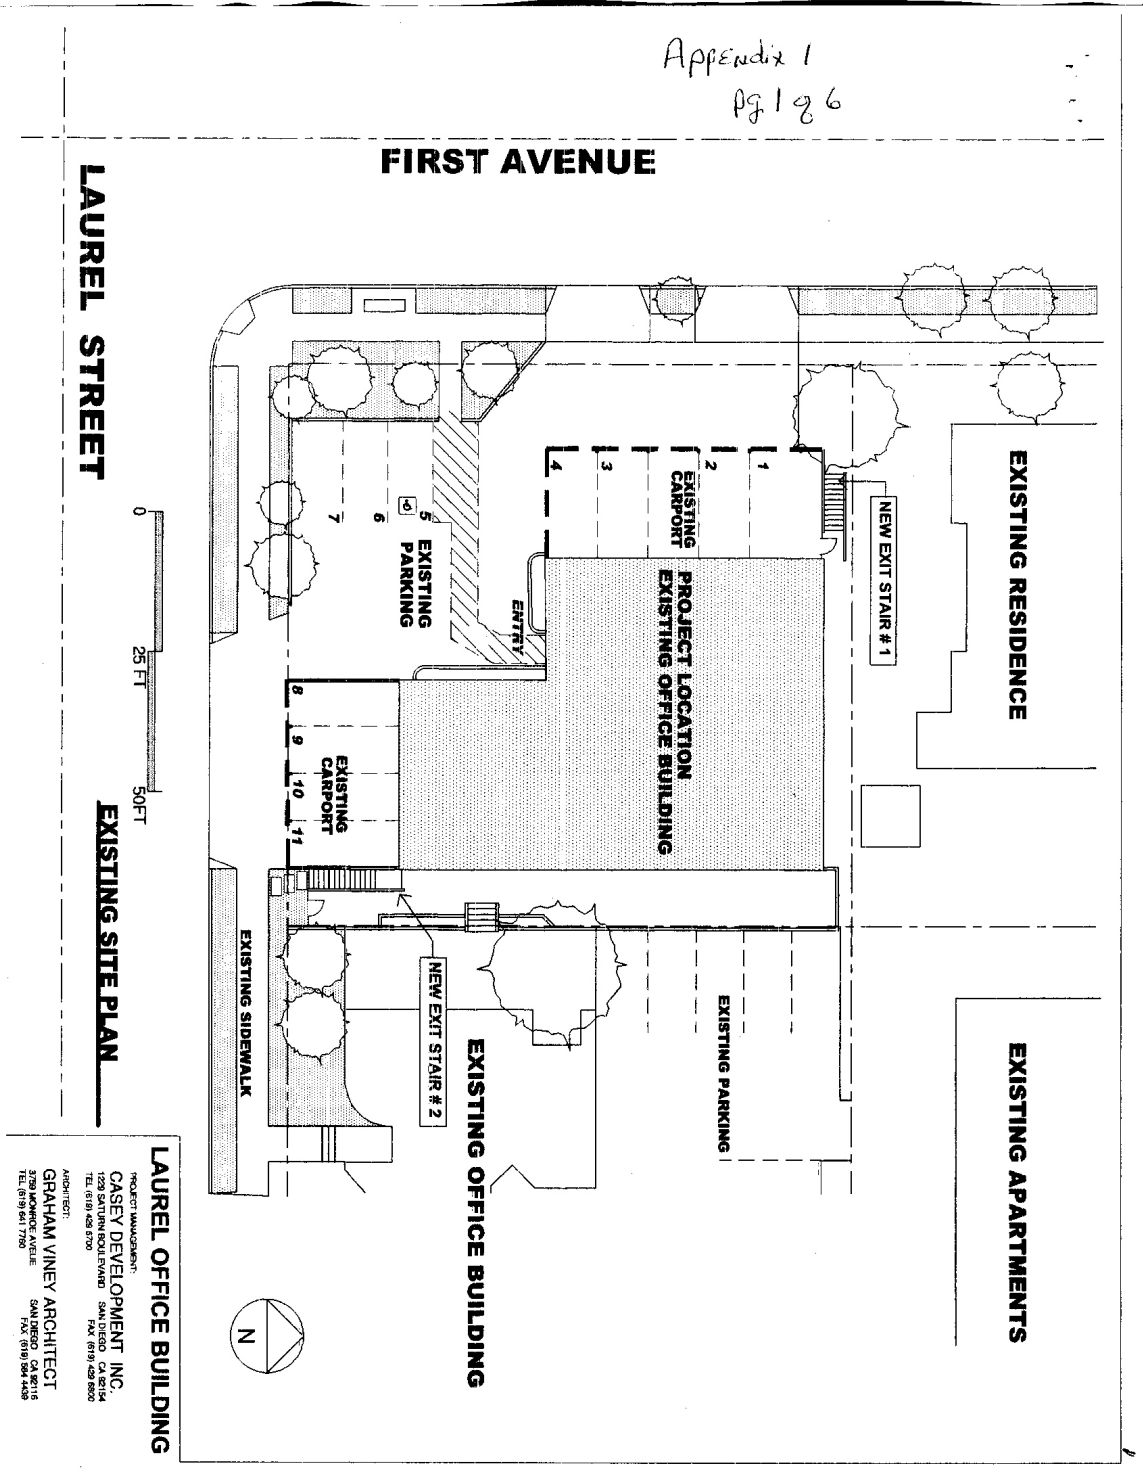 Appendix 1
pg 1 of 6
FIRST AVENUE
LAUREL STREET
EXISTING RESIDENCE
NEW EXIT STAIR # 1
1
2
3
4
EXISTING
CARPORT
PROJECT LOCATION
EXISTING OFFICE BUILDING
ENTRY
EXISTING
PARKING
5
6
7
8
9
10
11
EXISTING
CARPORT
0
25 FT
50FT
EXISTING SITE PLAN
EXISTING SIDEWALK
NEW EXIT STAIR # 2
EXISTING OFFICE BUILDING
EXISTING PARKING
EXISTING APARTMENTS
N
LAUREL OFFICE BUILDING
PROJECT MANAGEMENT:
CASEY DEVELOPMENT INC.
1229 SATURN BOULEVARD SAN DIEGO CA 92154
TEL (619) 429 6700 FAX (619) 429 6800
ARCHITECT:
GRAHAM VINEY ARCHITECT
3759 MONROE AVEUE SAN DIEGO CA 92116
TEL (619) 641 7760 FAX (619) 584 4439